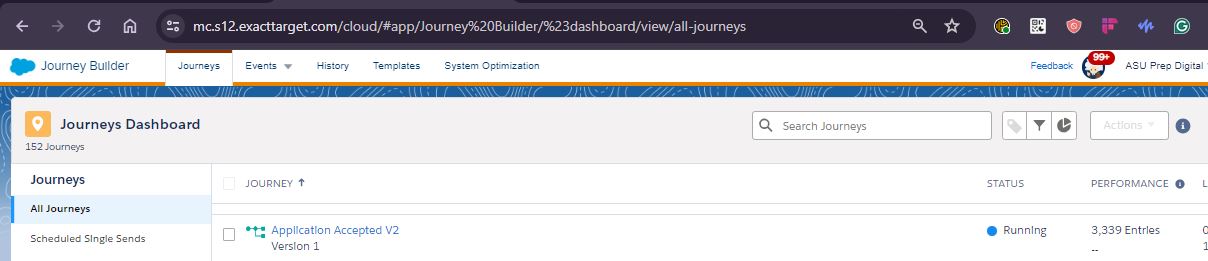 mc.s12.exacttarget.com/cloud/#app/Journey%20Builder/%23dashboard/view/all-journeys
Journey Builder
Journeys
Events
History
Templates
System Optimization
Feedback
99+
ASU Prep Digital
Journeys Dashboard
152 Journeys
Search Journeys
Actions
Journeys
All Journeys
Scheduled Single Sends
JOURNEY
STATUS
PERFORMANCE
L
Application Accepted V2
Version 1
Running
3,339 Entries
--